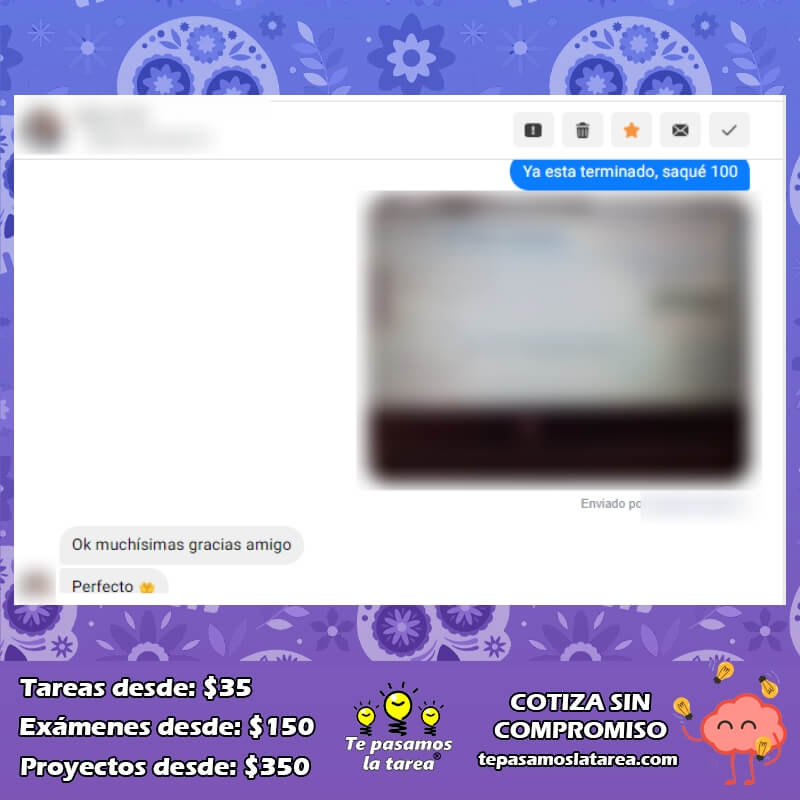 Ya esta terminado, saqué 100
Enviado po
Ok muchísimas gracias amigo
Perfecto 🤲
Tareas desde: $35
Exámenes desde: $150
Proyectos desde: $350
Te pasamos
la tarea®
COTIZA SIN
COMPROMISO
tepasamoslatarea.com